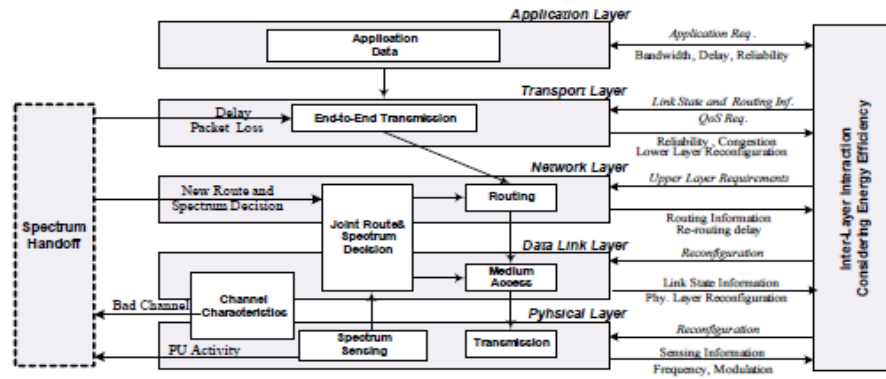 Application Layer
Application
Data
Application Req .
Bandwidth, Delay, Reliability
Transport Layer
Delay
Packet Loss
End-to-End Transmission
Link State and Routing Inf.
QoS Req.
Reliability , Congestion
Lower Layer Reconfiguration
Network Layer
New Route and
Spectrum Decision
Routing
Upper Layer Requirements
Routing Information
Re-routing delay
Spectrum
Handoff
Joint Route&
Spectrum
Decision
Data Link Layer
Medium
Access
Reconfiguration
Link State Information
Phy. Layer Reconfiguration
Bad Channel
Channel
Characteristics
Pyhsical Layer
PU Activity
Spectrum
Sensing
Transmission
Reconfiguration
Sensing Information
Frequency, Modulation
Inter-Layer Interaction
Considering Energy Efficiency